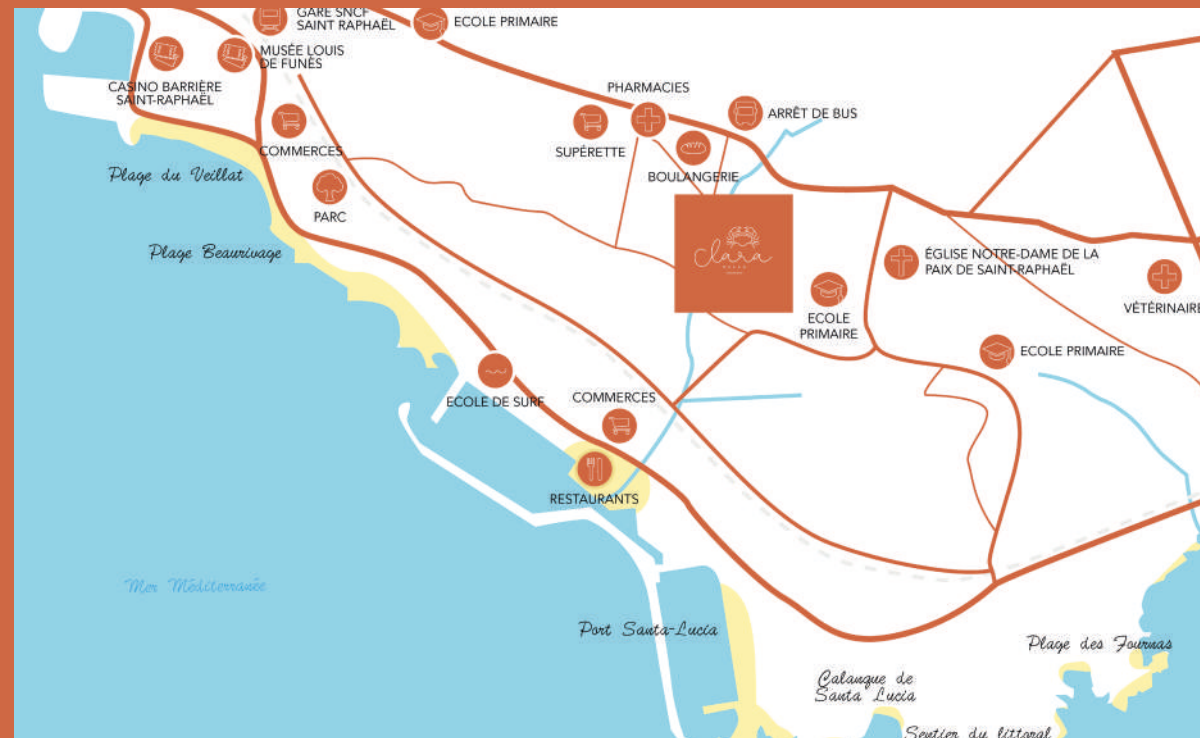 GARE SNCF
SAINT RAPHAËL
ECOLE PRIMAIRE
MUSÉE LOUIS
DE FUNÈS
CASINO BARRIÈRE
SAINT-RAPHAËL
PHARMACIES
ARRÊT DE BUS
SUPÉRETTE
COMMERCES
BOULANGERIE
Plage du Veillat
PARC
Plage Beaurivage
clara
ÉGLISE NOTRE-DAME DE LA
PAIX DE SAINT-RAPHAËL
VÉTÉRINAIRE
ECOLE
PRIMAIRE
ECOLE PRIMAIRE
ECOLE DE SURF
COMMERCES
RESTAURANTS
Mer Méditerranée
Port Santa-Lucia
Plage des Fournas
Calanque de
Santa Lucia
Sentier du littoral